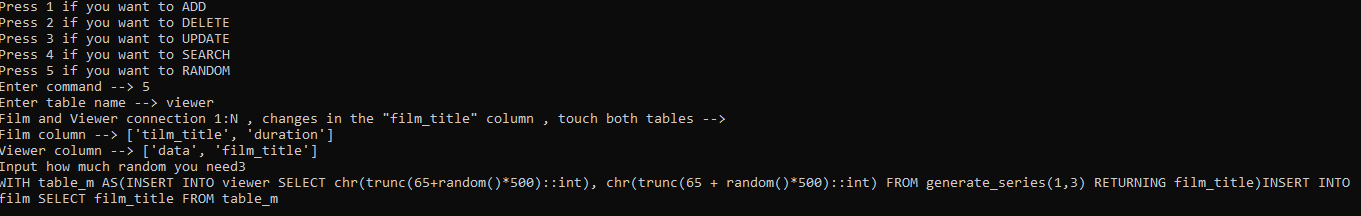 Press 1 if you want to ADD
Press 2 if you want to DELETE
Press 3 if you want to UPDATE
Press 4 if you want to SEARCH
Press 5 if you want to RANDOM
Enter command --> 5
Enter table name --> viewer
Film and Viewer connection 1:N , changes in the "film_title" column , touch both tables -->
Film column --> ['tilm_title', 'duration']
Viewer column --> ['data', 'film_title']
Input how much random you need3
WITH table_m AS(INSERT INTO viewer SELECT chr(trunc(65+random()*500)::int), chr(trunc(65 + random()*500)::int) FROM generate_series(1,3) RETURNING film_title)INSERT INTO
film SELECT film_title FROM table_m